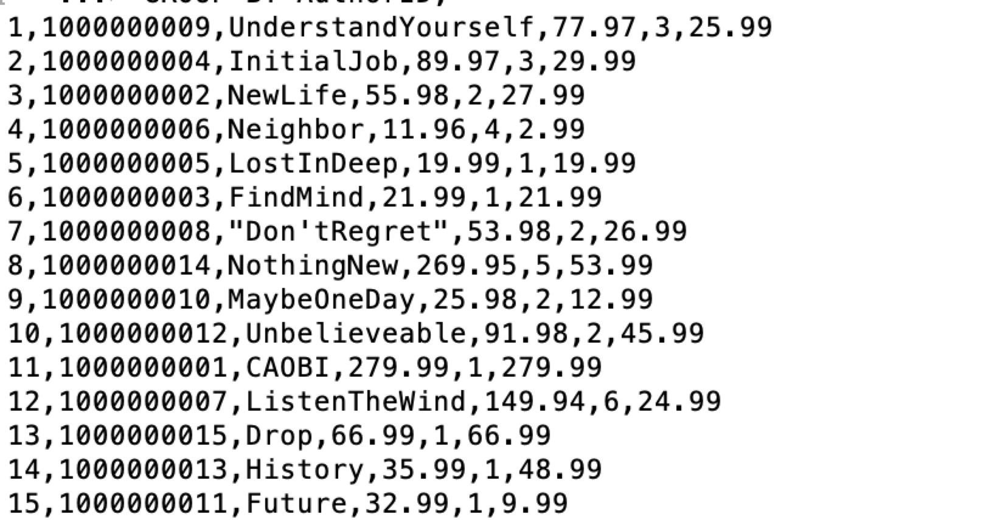 1,1000000009,UnderstandYourself,77.97,3,25.99
2,1000000004,InitialJob,89.97,3,29.99
3,1000000002,NewLife,55.98,2,27.99
4,1000000006,Neighbor,11.96,4,2.99
5,1000000005,LostInDeep,19.99,1,19.99
6,1000000003,FindMind,21.99,1,21.99
7,1000000008,"Don'tRegret",53.98,2,26.99
8,1000000014,NothingNew,269.95,5,53.99
9,1000000010,MaybeOneDay,25.98,2,12.99
10,1000000012,Unbelieveable,91.98,2,45.99
11,1000000001,CAOBI,279.99,1,279.99
12,1000000007,ListenTheWind,149.94,6,24.99
13,1000000015,Drop,66.99,1,66.99
14,1000000013,History,35.99,1,48.99
15,1000000011,Future,32.99,1,9.99